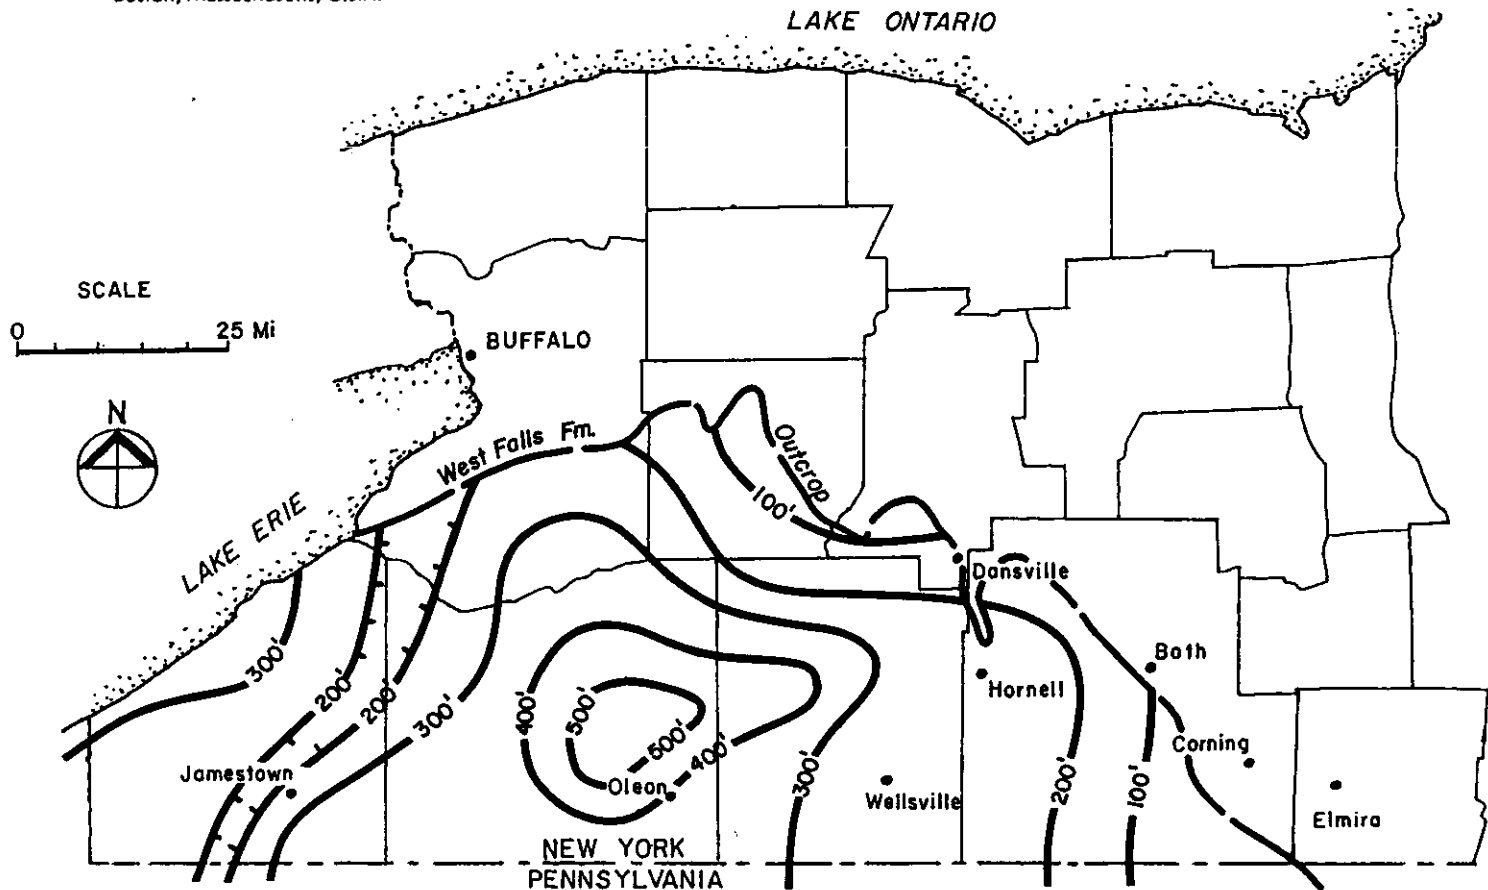 LAKE ONTARIO
SCALE
0 25 Mi
BUFFALO
N
West Falls Fm.
Outcrop
100'
LAKE ERIE
Dansville
300'
200'
200'
300'
400'
500'
500'
400'
300'
Bath
Hornell
Corning
Jamestown
Olean
Wellsville
200'
100'
Elmira
NEW YORK
PENNSYLVANIA